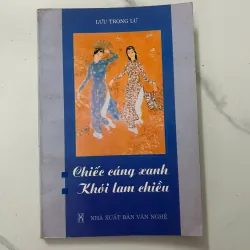 LƯU TRỌNG LƯ
Chiếc cáng xanh
Khói lam chiều
NHÀ XUẤT BẢN VĂN NGHỆ